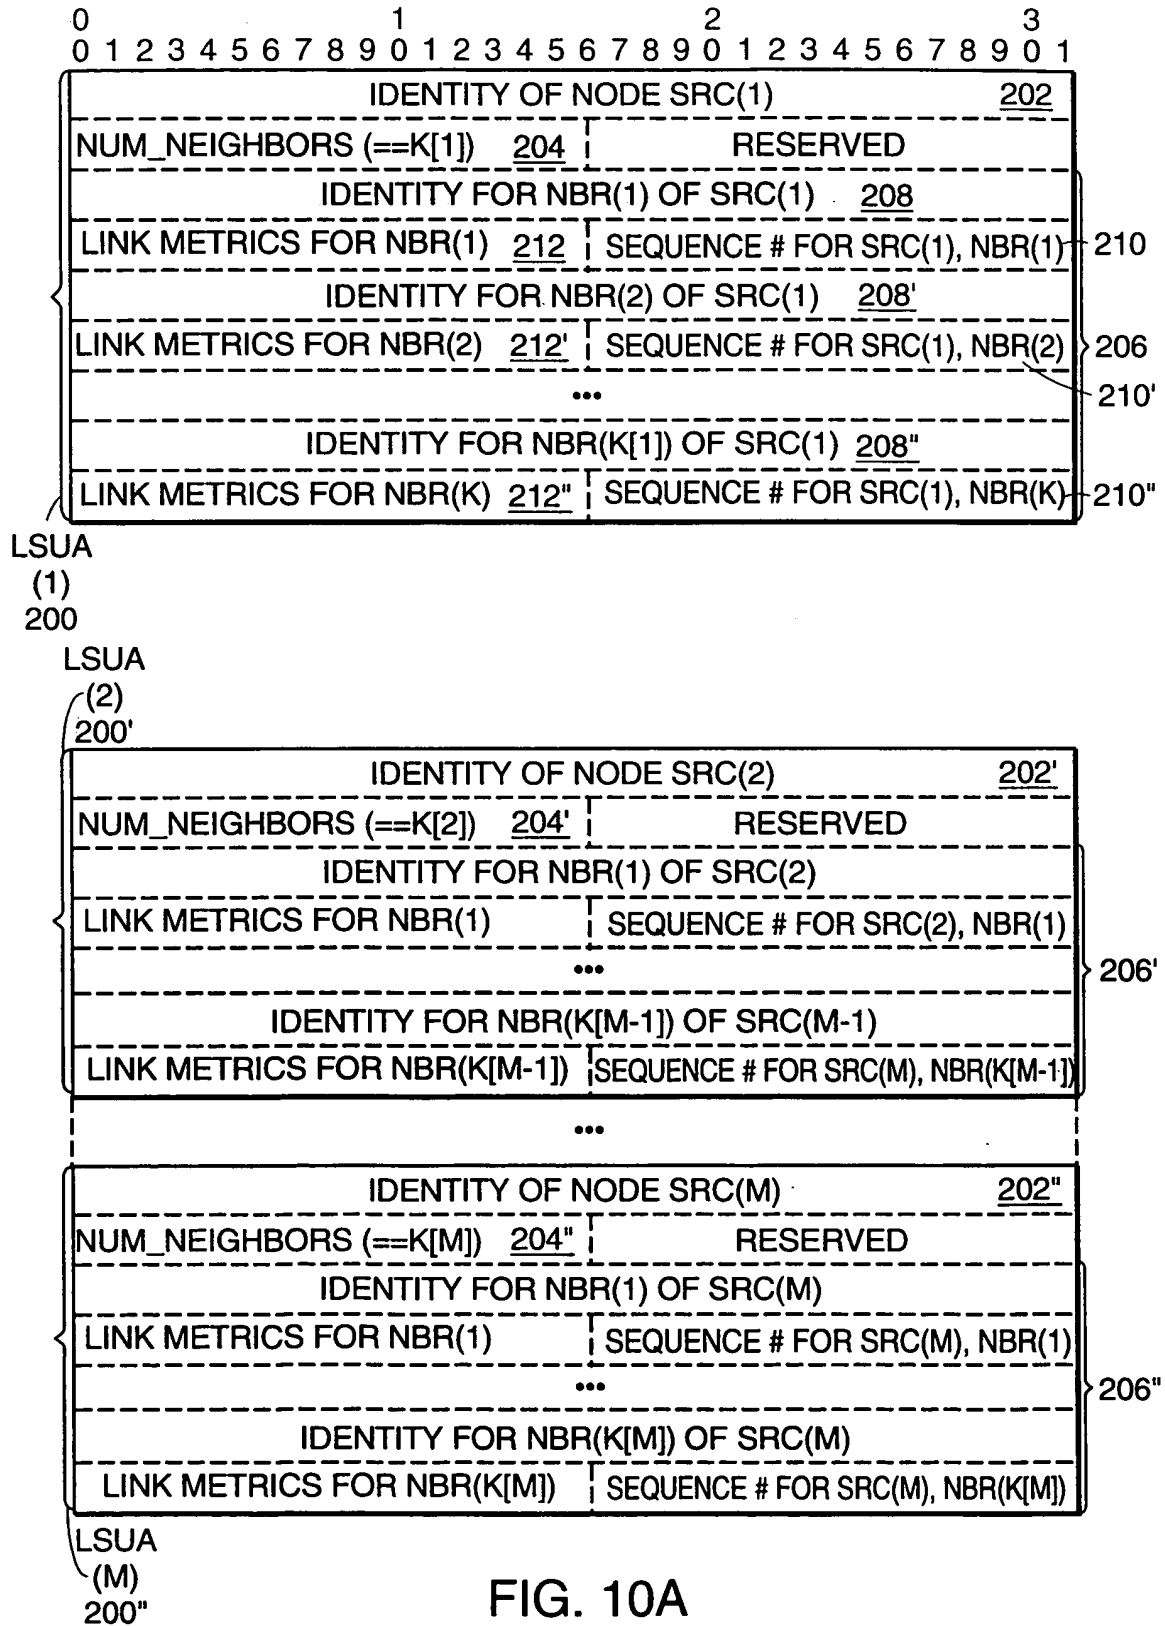 0 1 2 3
0 1 2 3 4 5 6 7 8 9 0 1 2 3 4 5 6 7 8 9 0 1 2 3 4 5 6 7 8 9 0 1
IDENTITY OF NODE SRC(1) 202
NUM_NEIGHBORS (==K[1]) 204 RESERVED
IDENTITY FOR NBR(1) OF SRC(1) 208
LINK METRICS FOR NBR(1) 212 SEQUENCE # FOR SRC(1), NBR(1) 210
IDENTITY FOR NBR(2) OF SRC(1) 208'
LINK METRICS FOR NBR(2) 212' SEQUENCE # FOR SRC(1), NBR(2) 206
••• 210'
IDENTITY FOR NBR(K[1]) OF SRC(1) 208"
LINK METRICS FOR NBR(K) 212" SEQUENCE # FOR SRC(1), NBR(K) 210"
LSUA
(1)
200
LSUA
(2)
200'
IDENTITY OF NODE SRC(2) 202'
NUM_NEIGHBORS (==K[2]) 204' RESERVED
IDENTITY FOR NBR(1) OF SRC(2)
LINK METRICS FOR NBR(1) SEQUENCE # FOR SRC(2), NBR(1)
••• 206'
IDENTITY FOR NBR(K[M-1]) OF SRC(M-1)
LINK METRICS FOR NBR(K[M-1]) SEQUENCE # FOR SRC(M), NBR(K[M-1])
•••
IDENTITY OF NODE SRC(M) 202"
NUM_NEIGHBORS (==K[M]) 204" RESERVED
IDENTITY FOR NBR(1) OF SRC(M)
LINK METRICS FOR NBR(1) SEQUENCE # FOR SRC(M), NBR(1)
••• 206"
IDENTITY FOR NBR(K[M]) OF SRC(M)
LINK METRICS FOR NBR(K[M]) SEQUENCE # FOR SRC(M), NBR(K[M])
LSUA
(M)
200"
FIG. 10A